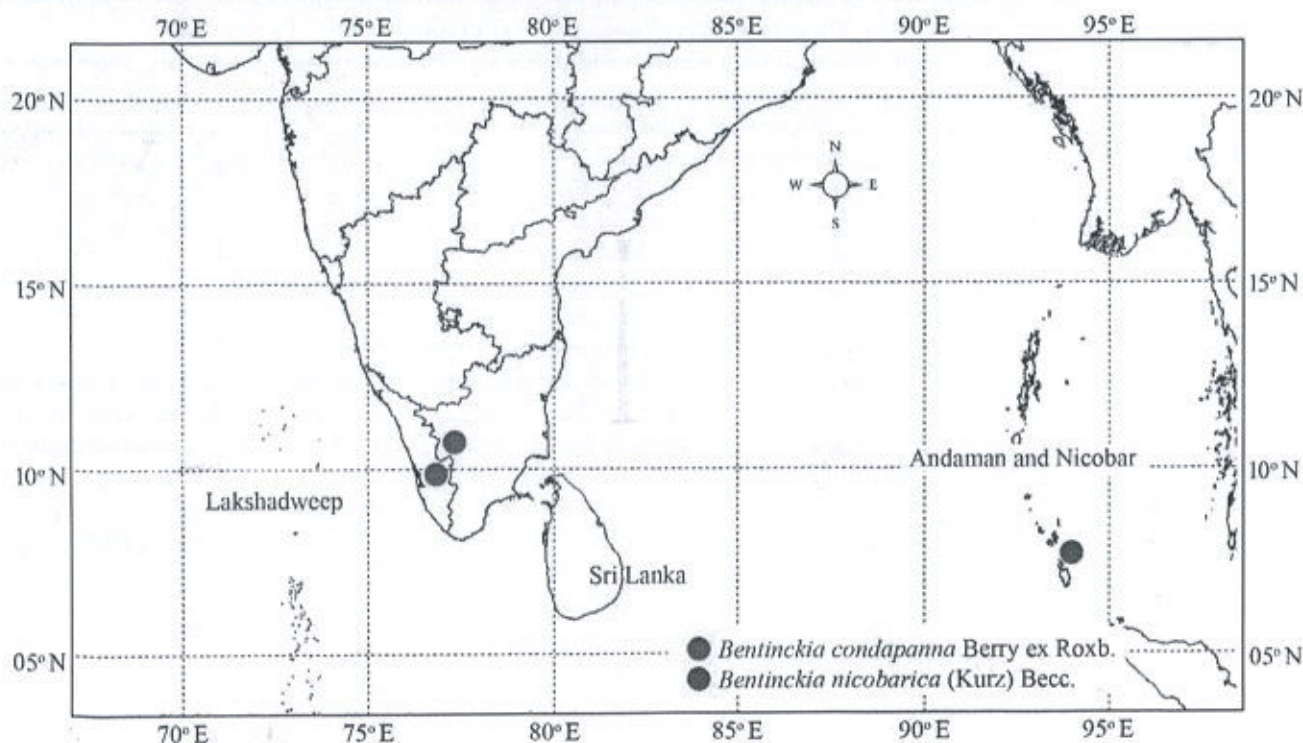 70° E 75° E 80° E 85° E 90° E 95° E
20° N 20° N
N
W E
S
15° N 15° N
10° N Andaman and Nicobar 10° N
Lakshadweep
Sri Lanka
05° N Bentinckia condapanna Berry ex Roxb. 05° N
Bentinckia nicobarica (Kurz) Becc.
70° E 75° E 80° E 85° E 90° E 95° E